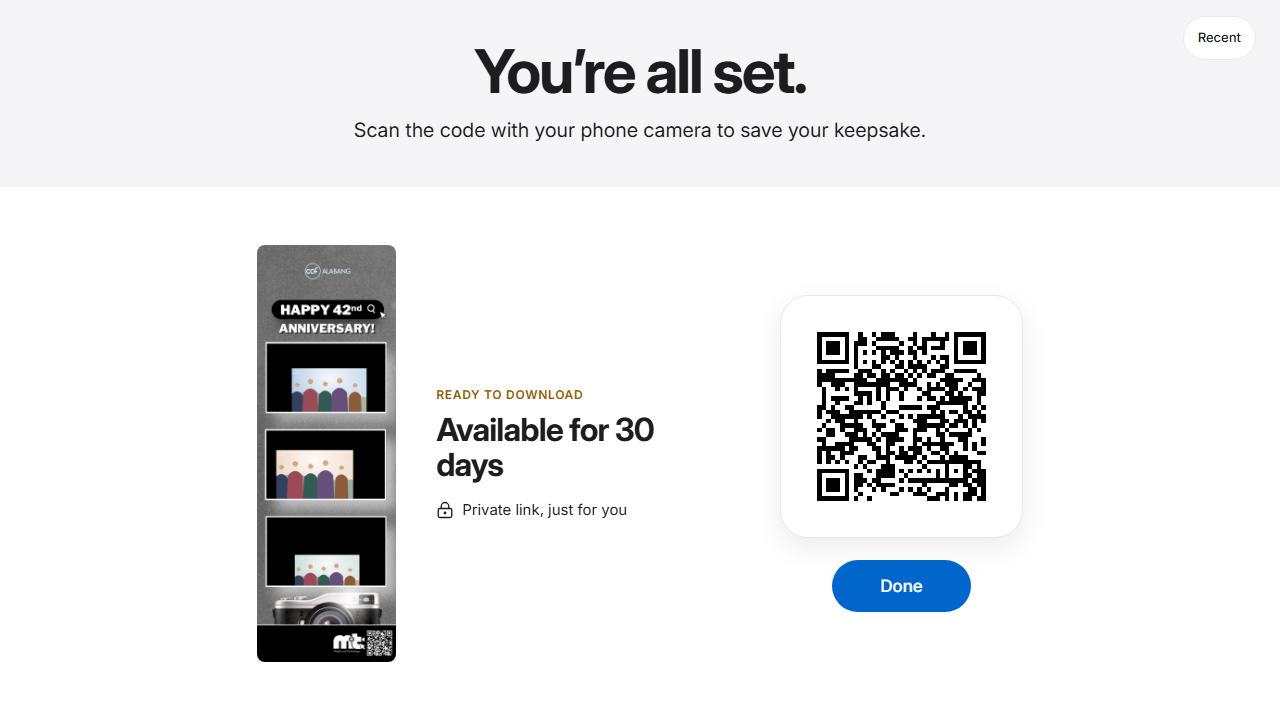 Recent
You're all set.
Scan the code with your phone camera to save your keepsake.
CCF ALABANG
HAPPY 42nd
ANNIVERSARY!
READY TO DOWNLOAD
Available for 30
days
Private link, just for you
Done